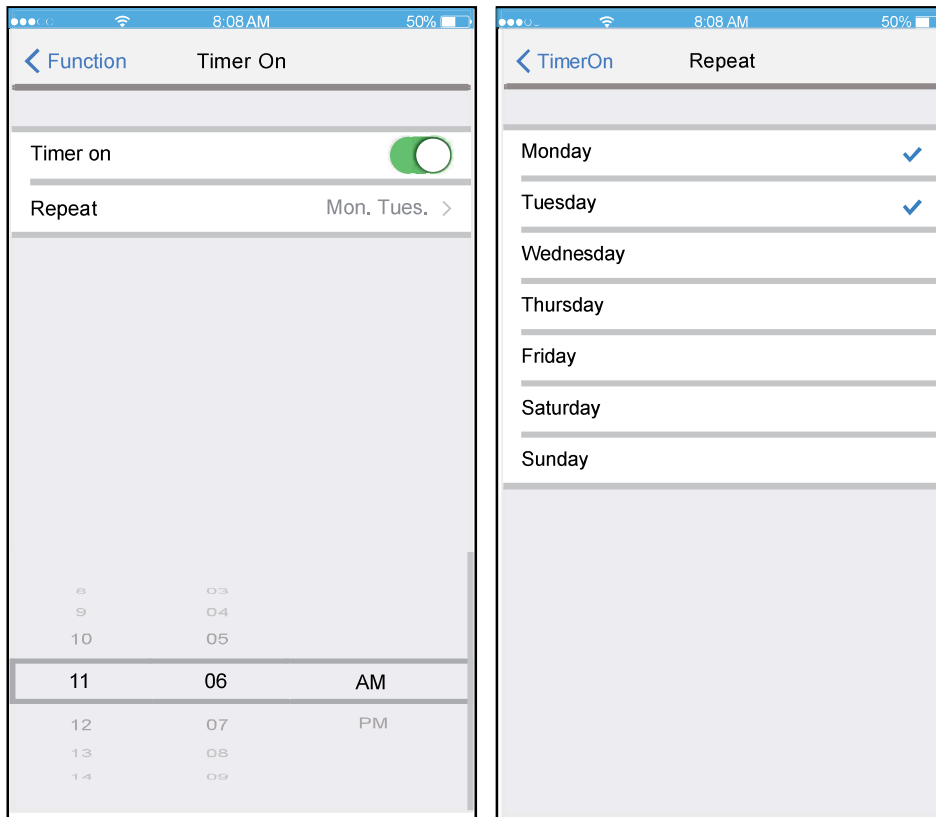 8:08 AM 50%
Function Timer On
Timer on
Repeat Mon. Tues.
8 03
9 04
10 05
11 06 AM
12 07 PM
13 08
14 09
8:08 AM 50%
TimerOn Repeat
Monday
Tuesday
Wednesday
Thursday
Friday
Saturday
Sunday